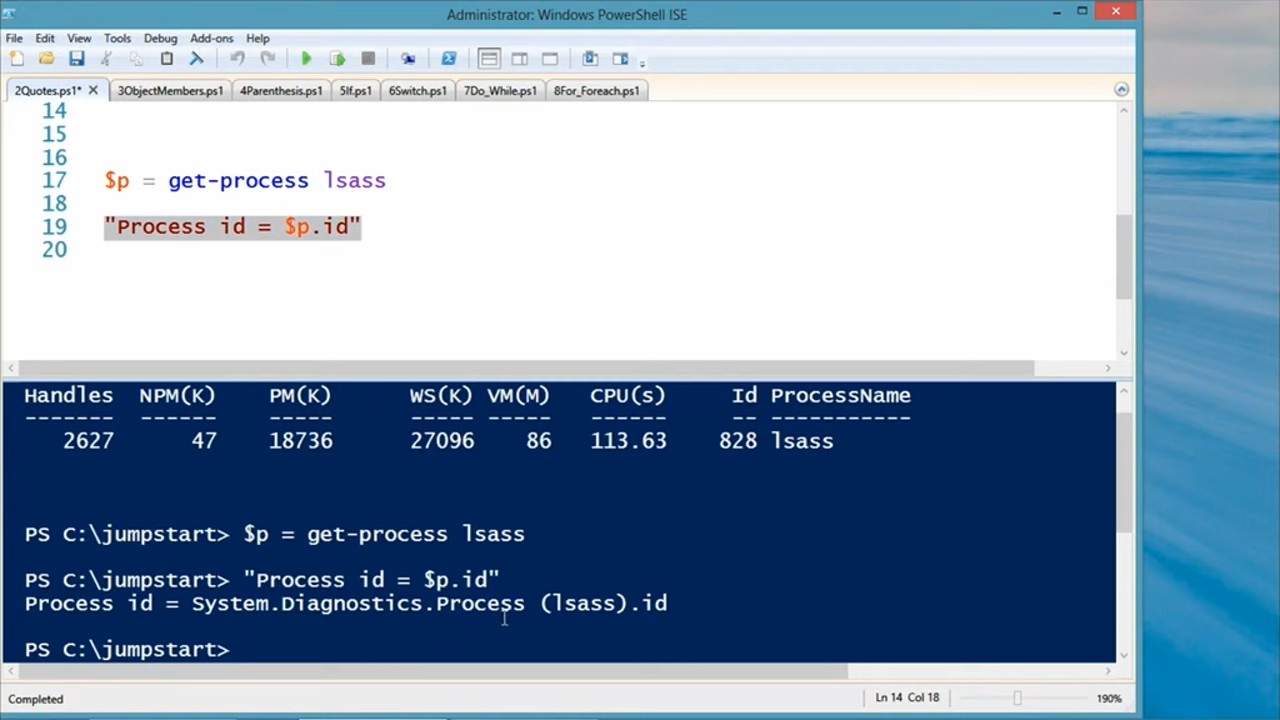 Administrator: Windows PowerShell ISE
File Edit View Tools Debug Add-ons Help
2Quotes.ps1* 3ObjectMembers.ps1 4Parenthesis.ps1 5If.ps1 6Switch.ps1 7Do_While.ps1 8For_Foreach.ps1
14
15
16
17 $p = get-process lsass
18
19 "Process id = $p.id"
20
Handles NPM(K) PM(K) WS(K) VM(M) CPU(s) Id ProcessName
------- ------ ----- ----- ----- ------ -- -----------
2627 47 18736 27096 86 113.63 828 lsass
PS C:\jumpstart> $p = get-process lsass
PS C:\jumpstart> "Process id = $p.id"
Process id = System.Diagnostics.Process (lsass).id
PS C:\jumpstart>
Completed Ln 14 Col 18 190%